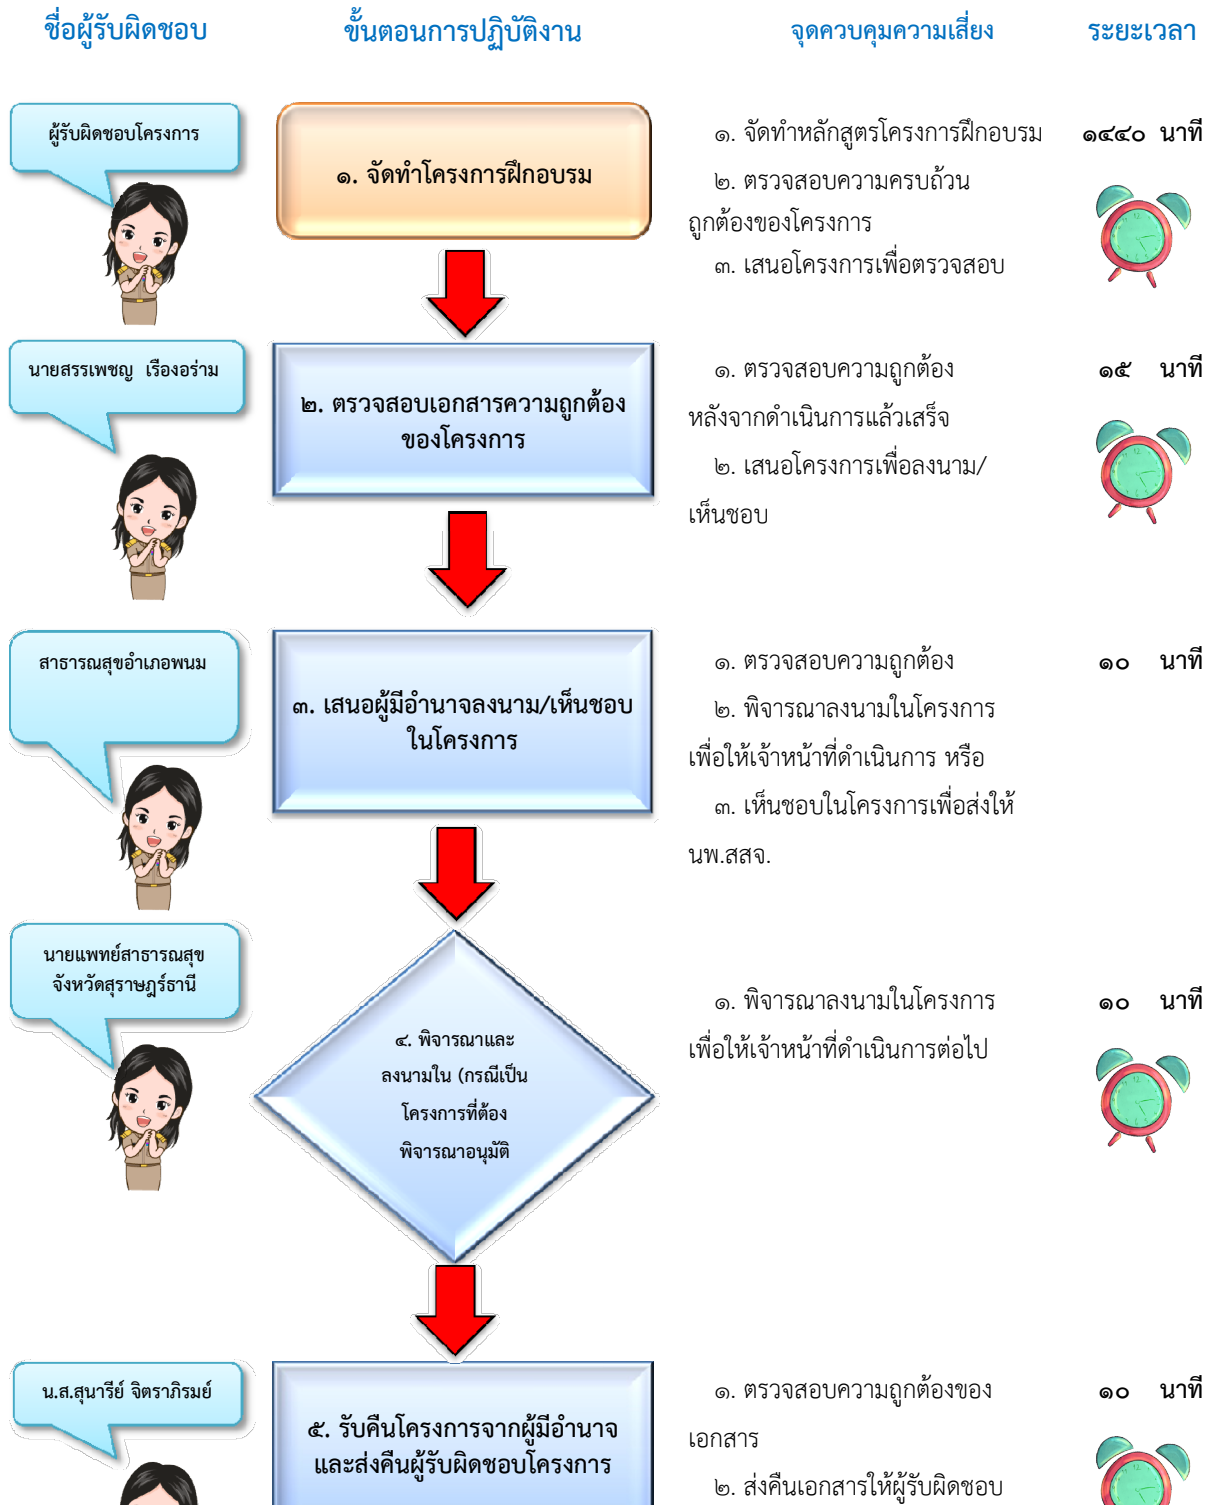 ชื่อผู้รับผิดชอบ ขั้นตอนการปฏิบัติงาน จุดควบคุมความเสี่ยง ระยะเวลา
ผู้รับผิดชอบโครงการ
๑. จัดทำโครงการฝึกอบรม
๑. จัดทำหลักสูตรโครงการฝึกอบรม
๒. ตรวจสอบความครบถ้วน
ถูกต้องของโครงการ
๓. เสนอโครงการเพื่อตรวจสอบ
๑๔๔๐ นาที
นายสรรเพชญ เรืองอร่าม
๒. ตรวจสอบเอกสารความถูกต้อง
ของโครงการ
๑. ตรวจสอบความถูกต้อง
หลังจากดำเนินการแล้วเสร็จ
๒. เสนอโครงการเพื่อลงนาม/
เห็นชอบ
๑๕ นาที
สาธารณสุขอำเภอพนม
๓. เสนอผู้มีอำนาจลงนาม/เห็นชอบ
ในโครงการ
๑. ตรวจสอบความถูกต้อง
๒. พิจารณาลงนามในโครงการ
เพื่อให้เจ้าหน้าที่ดำเนินการ หรือ
๓. เห็นชอบในโครงการเพื่อส่งให้
นพ.สสจ.
๑๐ นาที
นายแพทย์สาธารณสุข
จังหวัดสุราษฎร์ธานี
๔. พิจารณาและ
ลงนามใน (กรณีเป็น
โครงการที่ต้อง
พิจารณาอนุมัติ
๑. พิจารณาลงนามในโครงการ
เพื่อให้เจ้าหน้าที่ดำเนินการต่อไป
๑๐ นาที
น.ส.สุนารีย์ จิตราภิรมย์
๕. รับคืนโครงการจากผู้มีอำนาจ
และส่งคืนผู้รับผิดชอบโครงการ
๑. ตรวจสอบความถูกต้องของ
เอกสาร
๒. ส่งคืนเอกสารให้ผู้รับผิดชอบ
๑๐ นาที